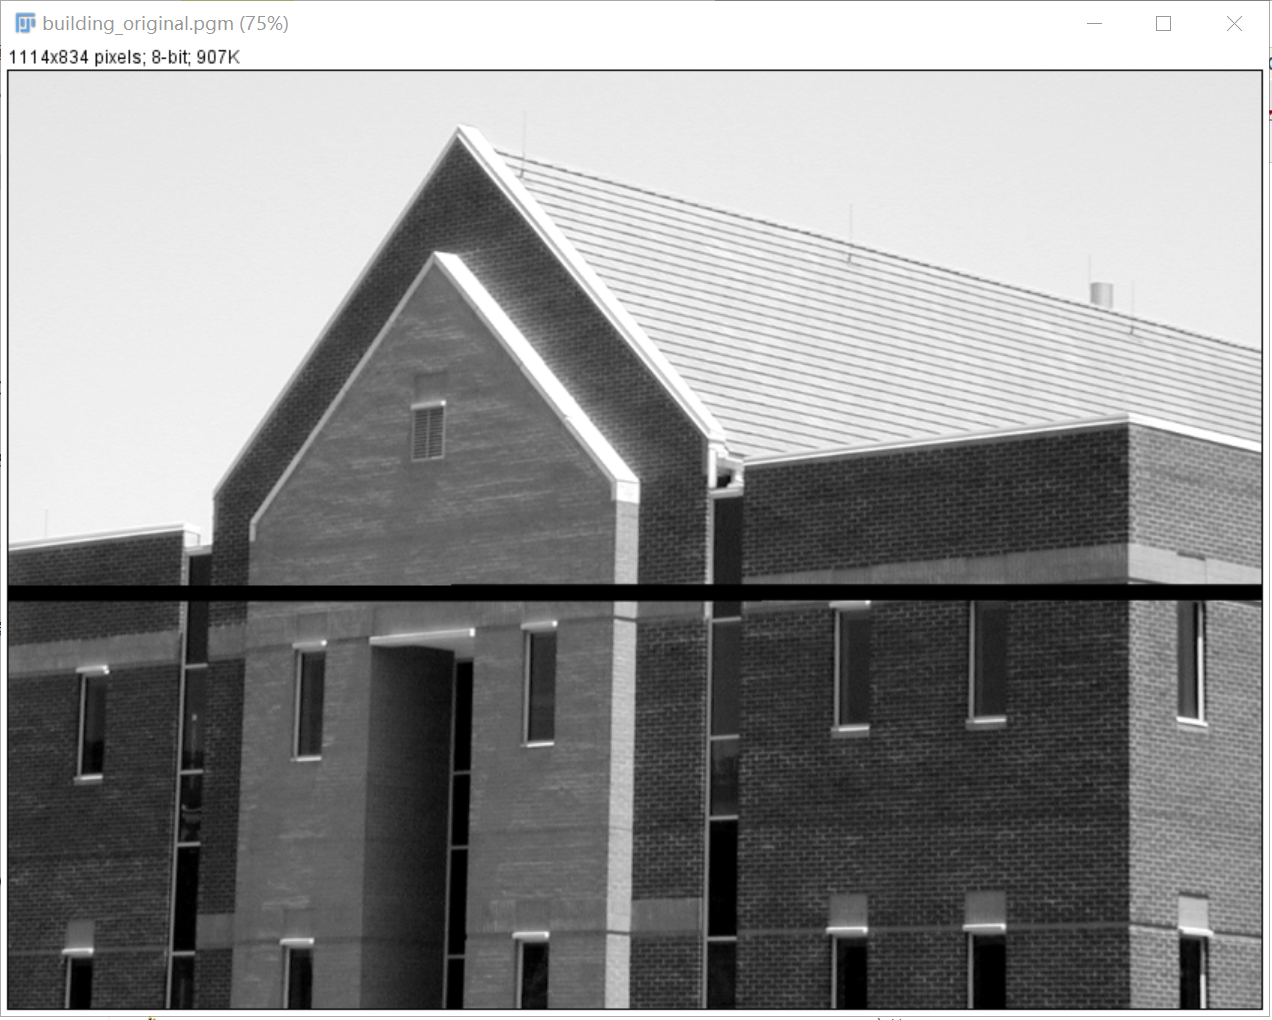 building_original.pgm (75%)
1114x834 pixels; 8-bit; 907K